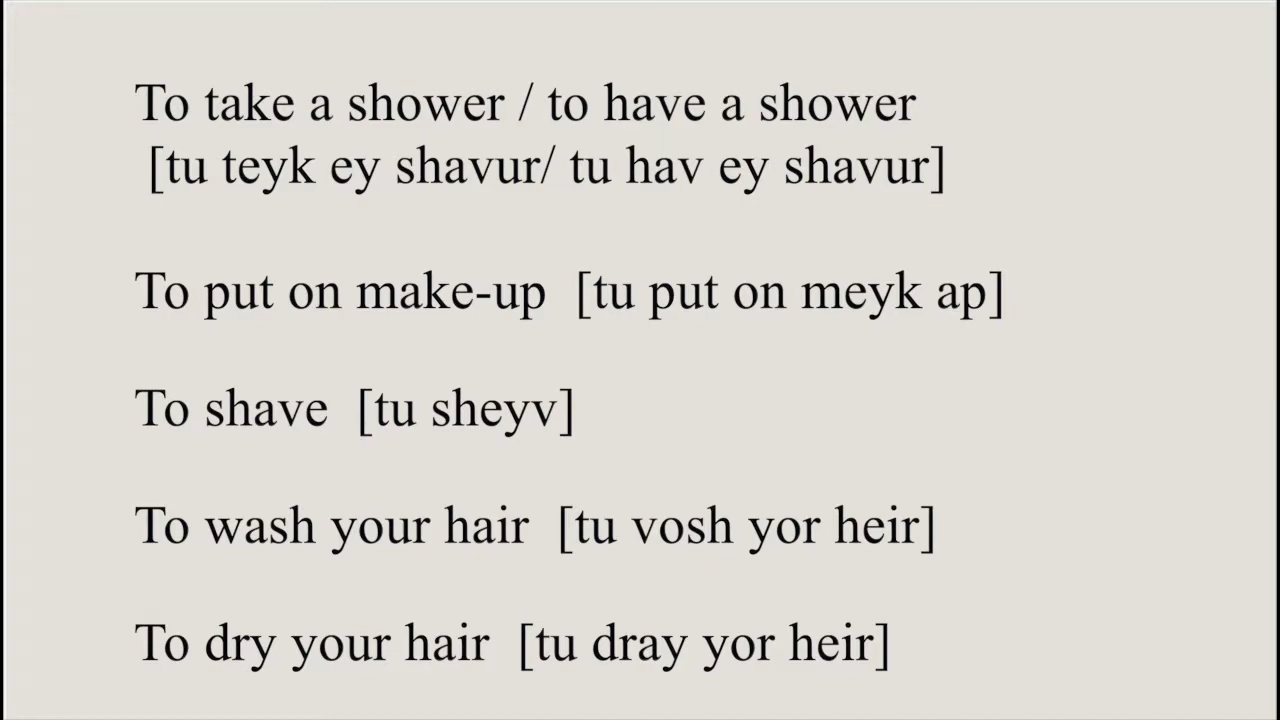 To take a shower / to have a shower
[tu teyk ey shavur/ tu hav ey shavur]
To put on make-up [tu put on meyk ap]
To shave [tu sheyv]
To wash your hair [tu vosh yor heir]
To dry your hair [tu dray yor heir]